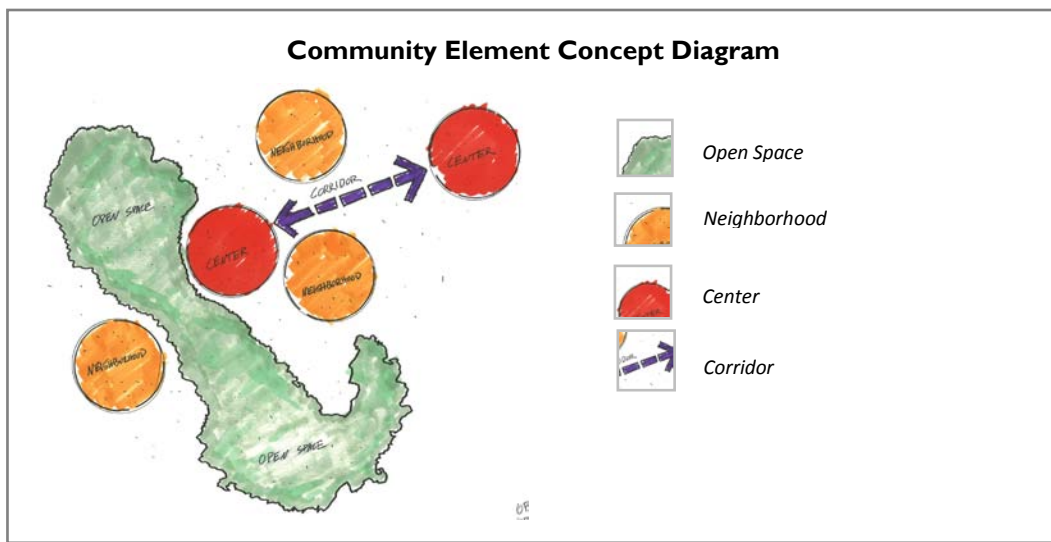 Community Element Concept Diagram
NEIGHBORHOOD
CENTER
CORRIDOR
OPEN SPACE
CENTER
NEIGHBORHOOD
NEIGHBORHOOD
OPEN SPACE
Open Space
Neighborhood
Center
Corridor